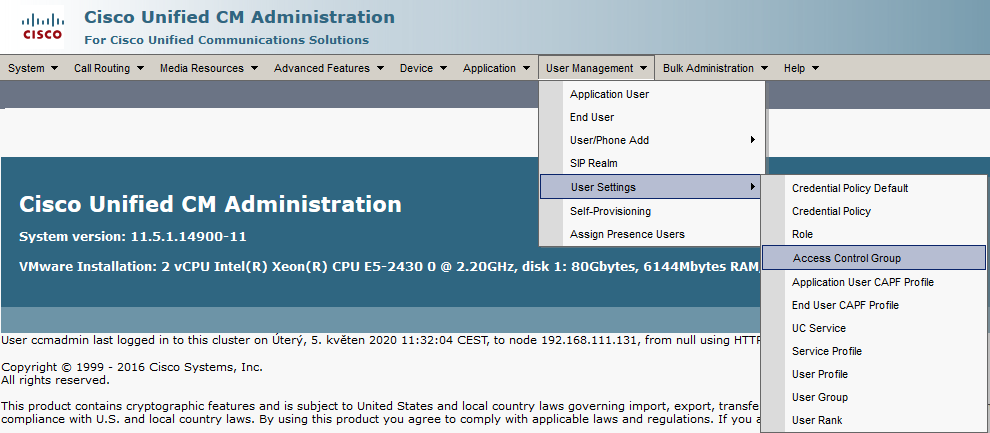 CISCO
Cisco Unified CM Administration
For Cisco Unified Communications Solutions
System Call Routing Media Resources Advanced Features Device Application User Management Bulk Administration Help
Application User
End User
User/Phone Add
SIP Realm
User Settings
Self-Provisioning
Assign Presence Users
Credential Policy Default
Credential Policy
Role
Access Control Group
Application User CAPF Profile
End User CAPF Profile
UC Service
Service Profile
User Profile
User Group
User Rank
Cisco Unified CM Administration
System version: 11.5.1.14900-11
VMware Installation: 2 vCPU Intel(R) Xeon(R) CPU E5-2430 0 @ 2.20GHz, disk 1: 80Gbytes, 6144Mbytes RAM,
User ccmadmin last logged in to this cluster on Úterý, 5. květen 2020 11:32:04 CEST, to node 192.168.111.131, from null using HTTP
Copyright © 1999 - 2016 Cisco Systems, Inc.
All rights reserved.
This product contains cryptographic features and is subject to United States and local country laws governing import, export, transfe
compliance with U.S. and local country laws. By using this product you agree to comply with applicable laws and regulations. If you a